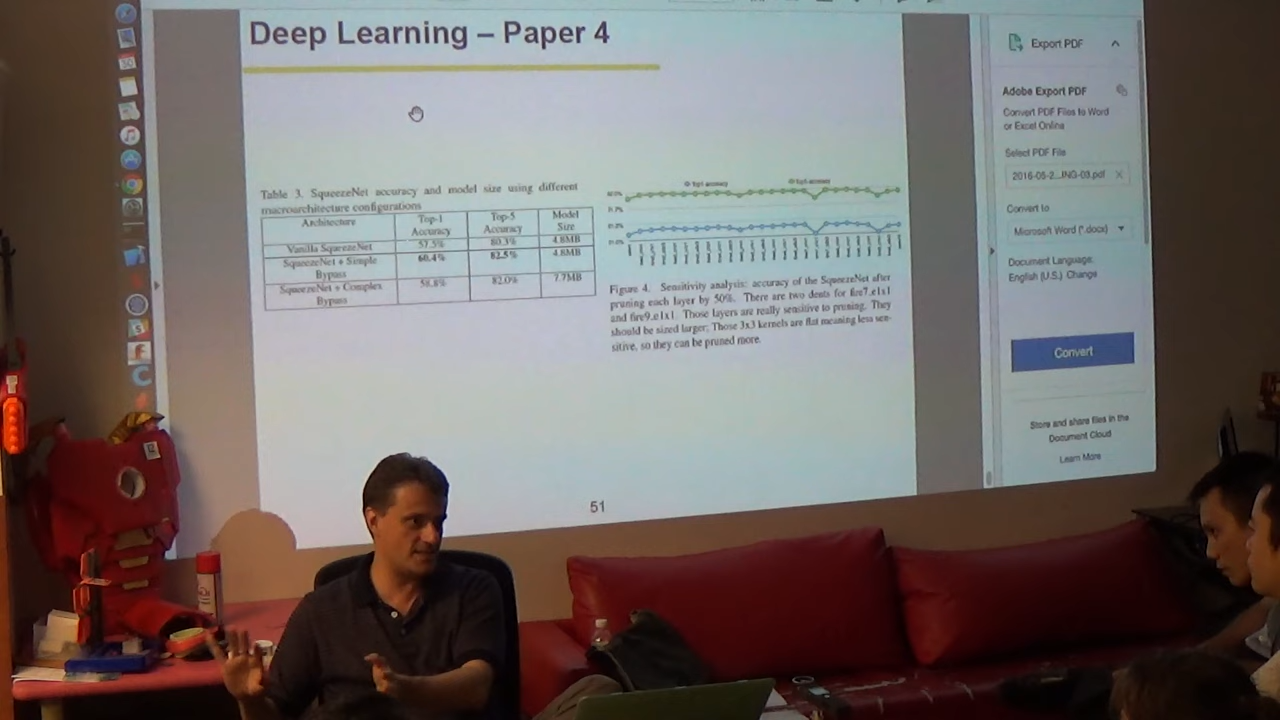 Deep Learning – Paper 4
Table 3. SqueezeNet accuracy and model size using different
macroarchitecture configurations
Architecture Top-1 Accuracy Top-5 Accuracy Model Size
Vanilla SqueezeNet 57.5% 80.3% 4.8MB
SqueezeNet + Simple Bypass 60.4% 82.5% 4.8MB
SqueezeNet + Complex Bypass 58.8% 82.0% 7.7MB
Figure 4. Sensitivity analysis: accuracy of the SqueezeNet after
pruning each layer by 50%. There are two dents for fire7.e1x1
and fire9.e1x1. Those layers are really sensitive to pruning. They
should be sized larger; Those 3x3 kernels are flat meaning less sen-
sitive, so they can be pruned more.
51
Export PDF
Adobe Export PDF
Convert PDF Files to Word
or Excel Online
Select PDF File
2016-05-2...ING-03.pdf
Convert to
Microsoft Word (*.docx)
Document Language:
English (U.S.) Change
Convert
Store and share files in the
Document Cloud
Learn More